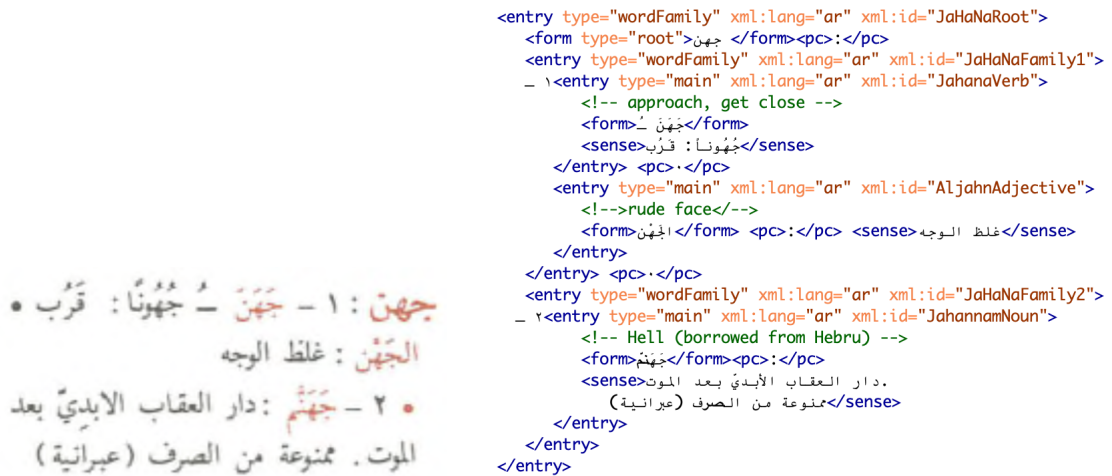 جهن : ١ – جَهَنَ ـُ جُهُونًا : قَرُب •
الجَهْن : غلظ الوجه
• ٢ – جَهَنَّم : دار العقاب الابديّ بعد
الموت . ممنوعة من الصرف (عبرانية)
<entry type="wordFamily" xml:lang="ar" xml:id="JaHaNaRoot">
<form type="root">جهن </form><pc>:</pc>
<entry type="wordFamily" xml:lang="ar" xml:id="JaHaNaFamily1">
_ ١<entry type="main" xml:lang="ar" xml:id="JahanaVerb">
<!-- approach, get close -->
<form>جَهَنَ ـُ</form>
<sense>جُهُوناً: قَرُب</sense>
</entry> <pc>·</pc>
<entry type="main" xml:lang="ar" xml:id="AljahnAdjective">
<!-->rude face</-->
<form>الجَهْن</form> <pc>:</pc> <sense>غلظ الوجه</sense>
</entry>
</entry> <pc>·</pc>
<entry type="wordFamily" xml:lang="ar" xml:id="JaHaNaFamily2">
_ ٢<entry type="main" xml:lang="ar" xml:id="JahannamNoun">
<!-- Hell (borrowed from Hebru) -->
<form>جَهَنَّم</form><pc>:</pc>
<sense>دار العقاب الأبديّ بعد الموت.
ممنوعة من الصرف (عبرانية)</sense>
</entry>
</entry>
</entry>